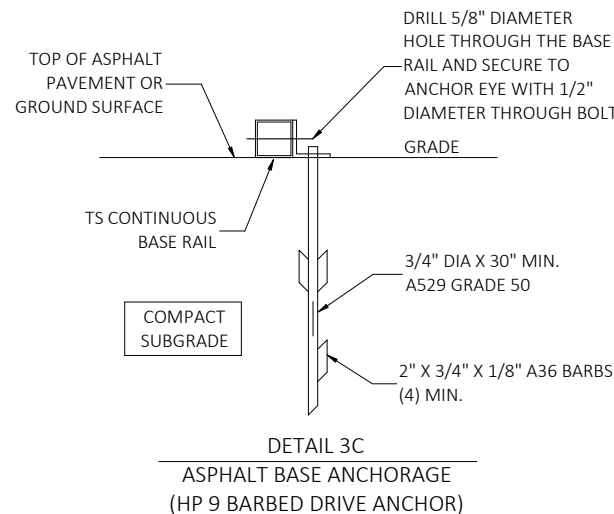 DRILL 5/8" DIAMETER
HOLE THROUGH THE BASE
RAIL AND SECURE TO
ANCHOR EYE WITH 1/2"
DIAMETER THROUGH BOLT
TOP OF ASPHALT
PAVEMENT OR
GROUND SURFACE
GRADE
TS CONTINUOUS
BASE RAIL
3/4" DIA X 30" MIN.
A529 GRADE 50
COMPACT
SUBGRADE
2" X 3/4" X 1/8" A36 BARBS
(4) MIN.
DETAIL 3C
ASPHALT BASE ANCHORAGE
(HP 9 BARBED DRIVE ANCHOR)